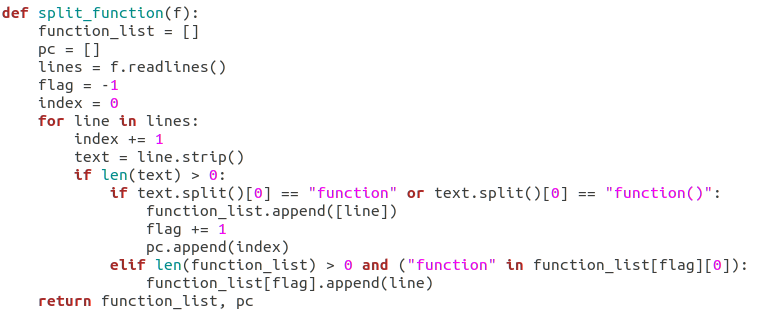 def split_function(f):
    function_list = []
    pc = []
    lines = f.readlines()
    flag = -1
    index = 0
    for line in lines:
        index += 1
        text = line.strip()
        if len(text) > 0:
            if text.split()[0] == "function" or text.split()[0] == "function()":
                function_list.append([line])
                flag += 1
                pc.append(index)
            elif len(function_list) > 0 and ("function" in function_list[flag][0]):
                function_list[flag].append(line)
    return function_list, pc